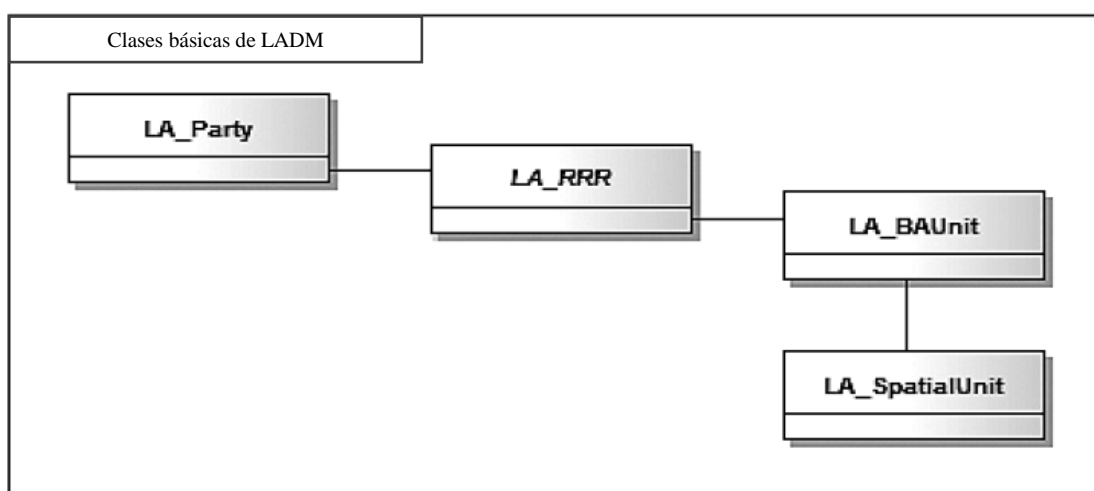 Clases básicas de LADM
LA_Party
LA_RRR
LA_BAUnit
LA_SpatialUnit